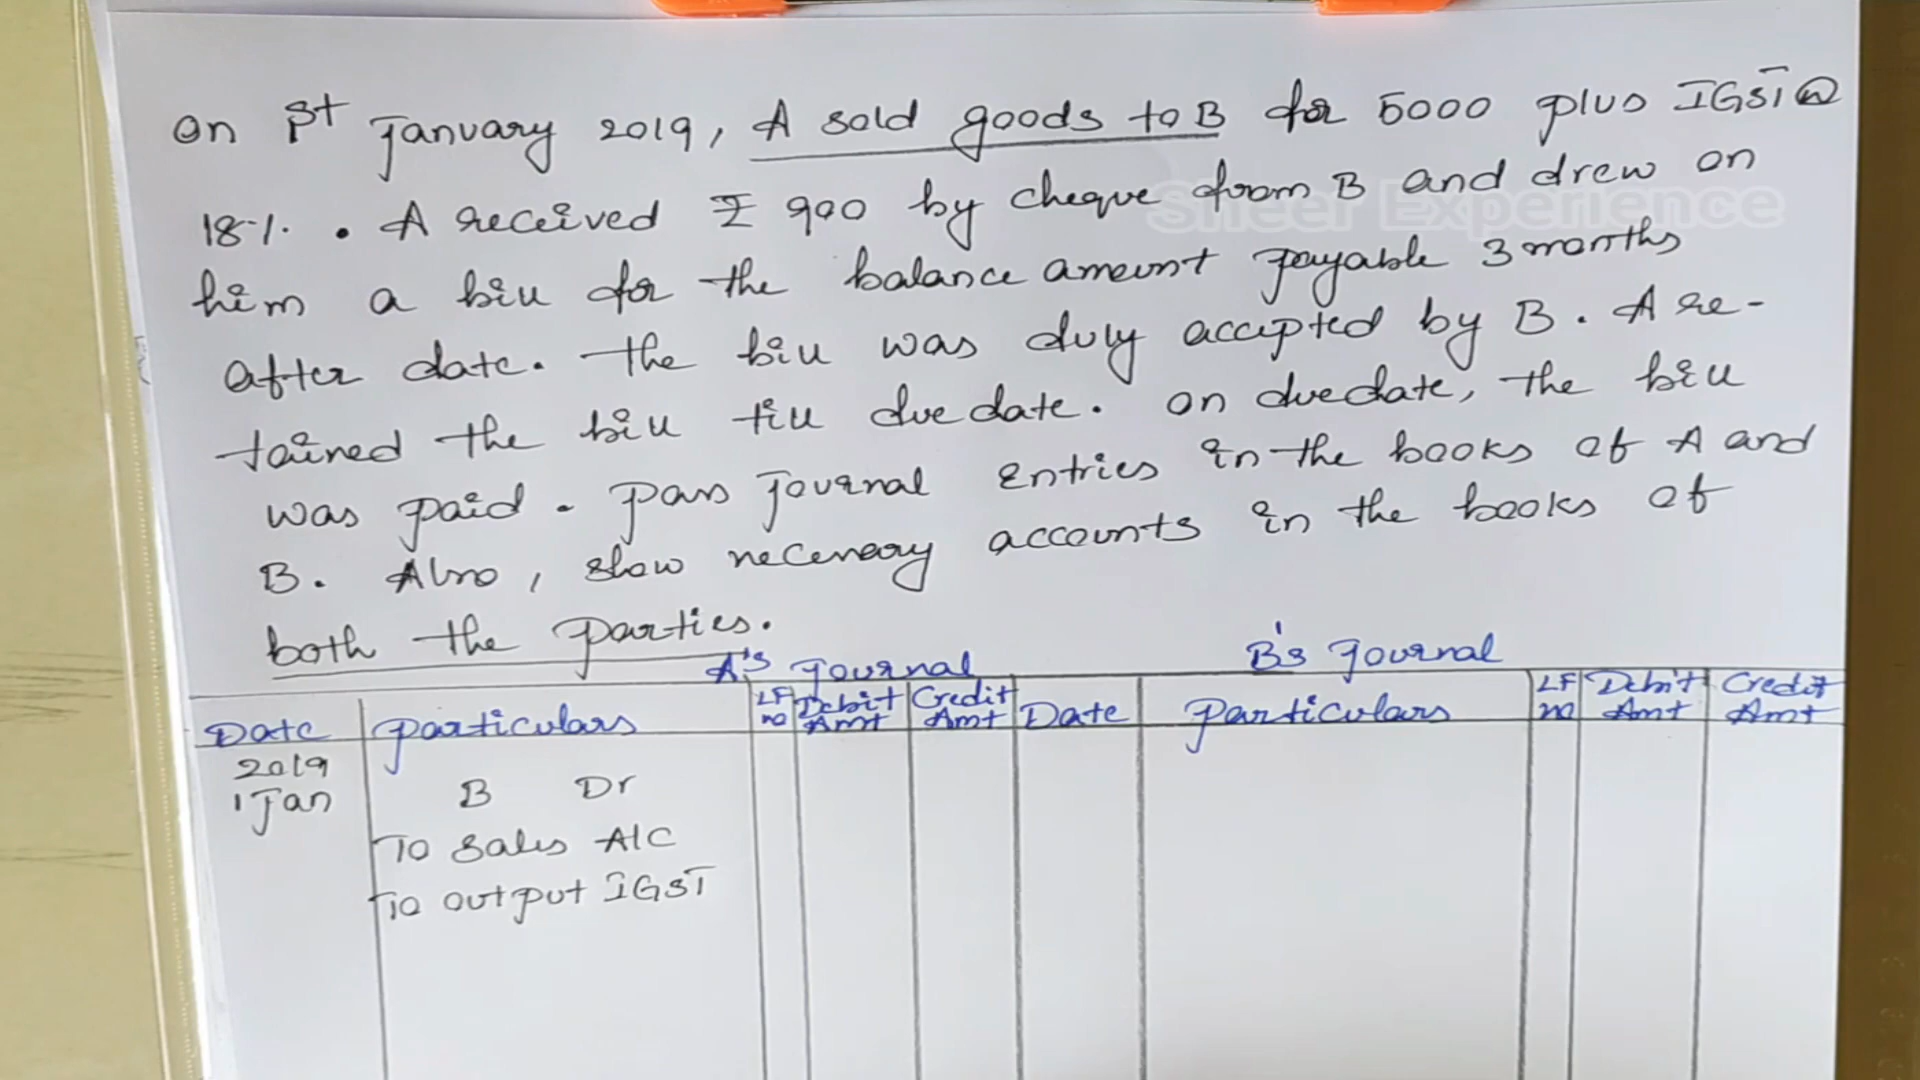 On 1st January 2019, A sold goods to B for 5000 plus IGST @
18%. A received ₹ 900 by cheque from B and drew on
him a bill for the balance amount payable 3 months
after date. The bill was duly accepted by B. A re-
tained the bill till due date. On due date, the bill
was paid. Pass Journal entries in the books of A and
B. Also, show necessary accounts in the books of
both the parties.
Sheer Experience
A's Journal
B's Journal
Date Particulars LF no Debit Amt Credit Amt Date Particulars LF no Debit Amt Credit Amt
2019
1 Jan B Dr
To Sales A/C
To output IGST